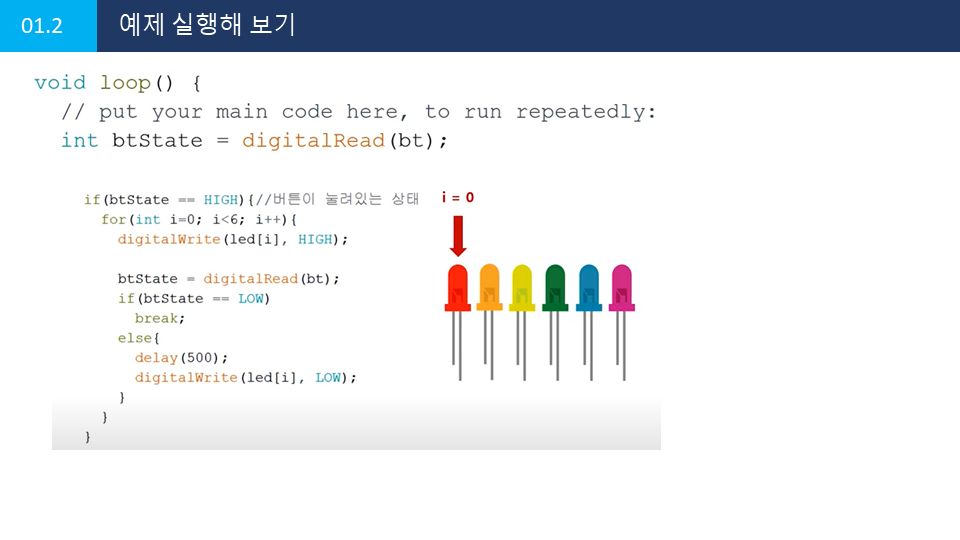 01.2
예제 실행해 보기
void loop() {
// put your main code here, to run repeatedly:
int btState = digitalRead(bt);
if(btState == HIGH){//버튼이 눌려있는 상태
i = 0
for(int i=0; i<6; i++){
digitalWrite(led[i], HIGH);
btState = digitalRead(bt);
if(btState == LOW)
break;
else{
delay(500);
digitalWrite(led[i], LOW);
}
}
}